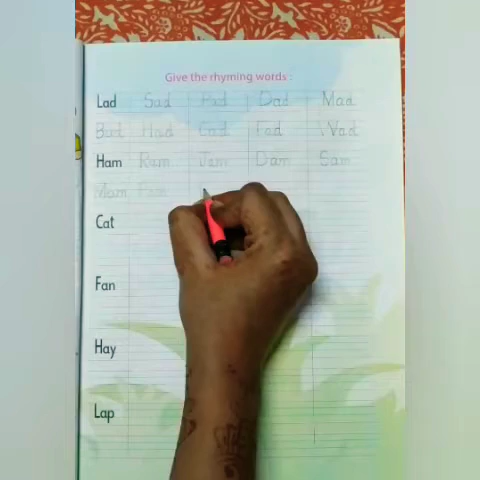 Give the rhyming words :
Lad Sad Pad Dad Mad
Bad Had Cad Fad Wad
Ham Ram Jam Dam Sam
Mam
Cat
Fan
Hay
Lap